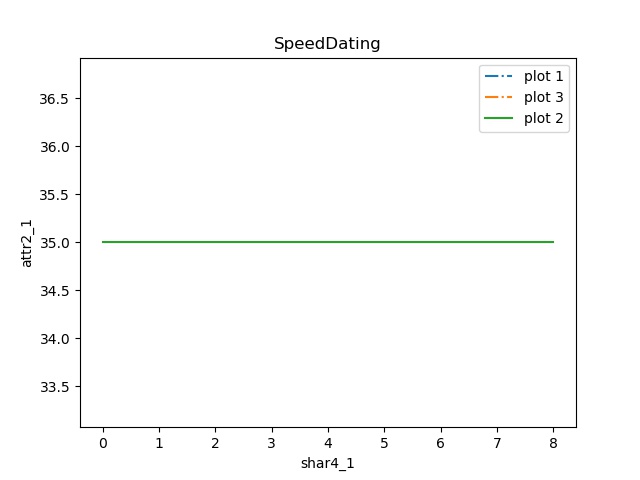 SpeedDating
plot 1
plot 3
plot 2
36.5
36.0
35.5
35.0
34.5
34.0
33.5
attr2_1
0 1 2 3 4 5 6 7 8
shar4_1